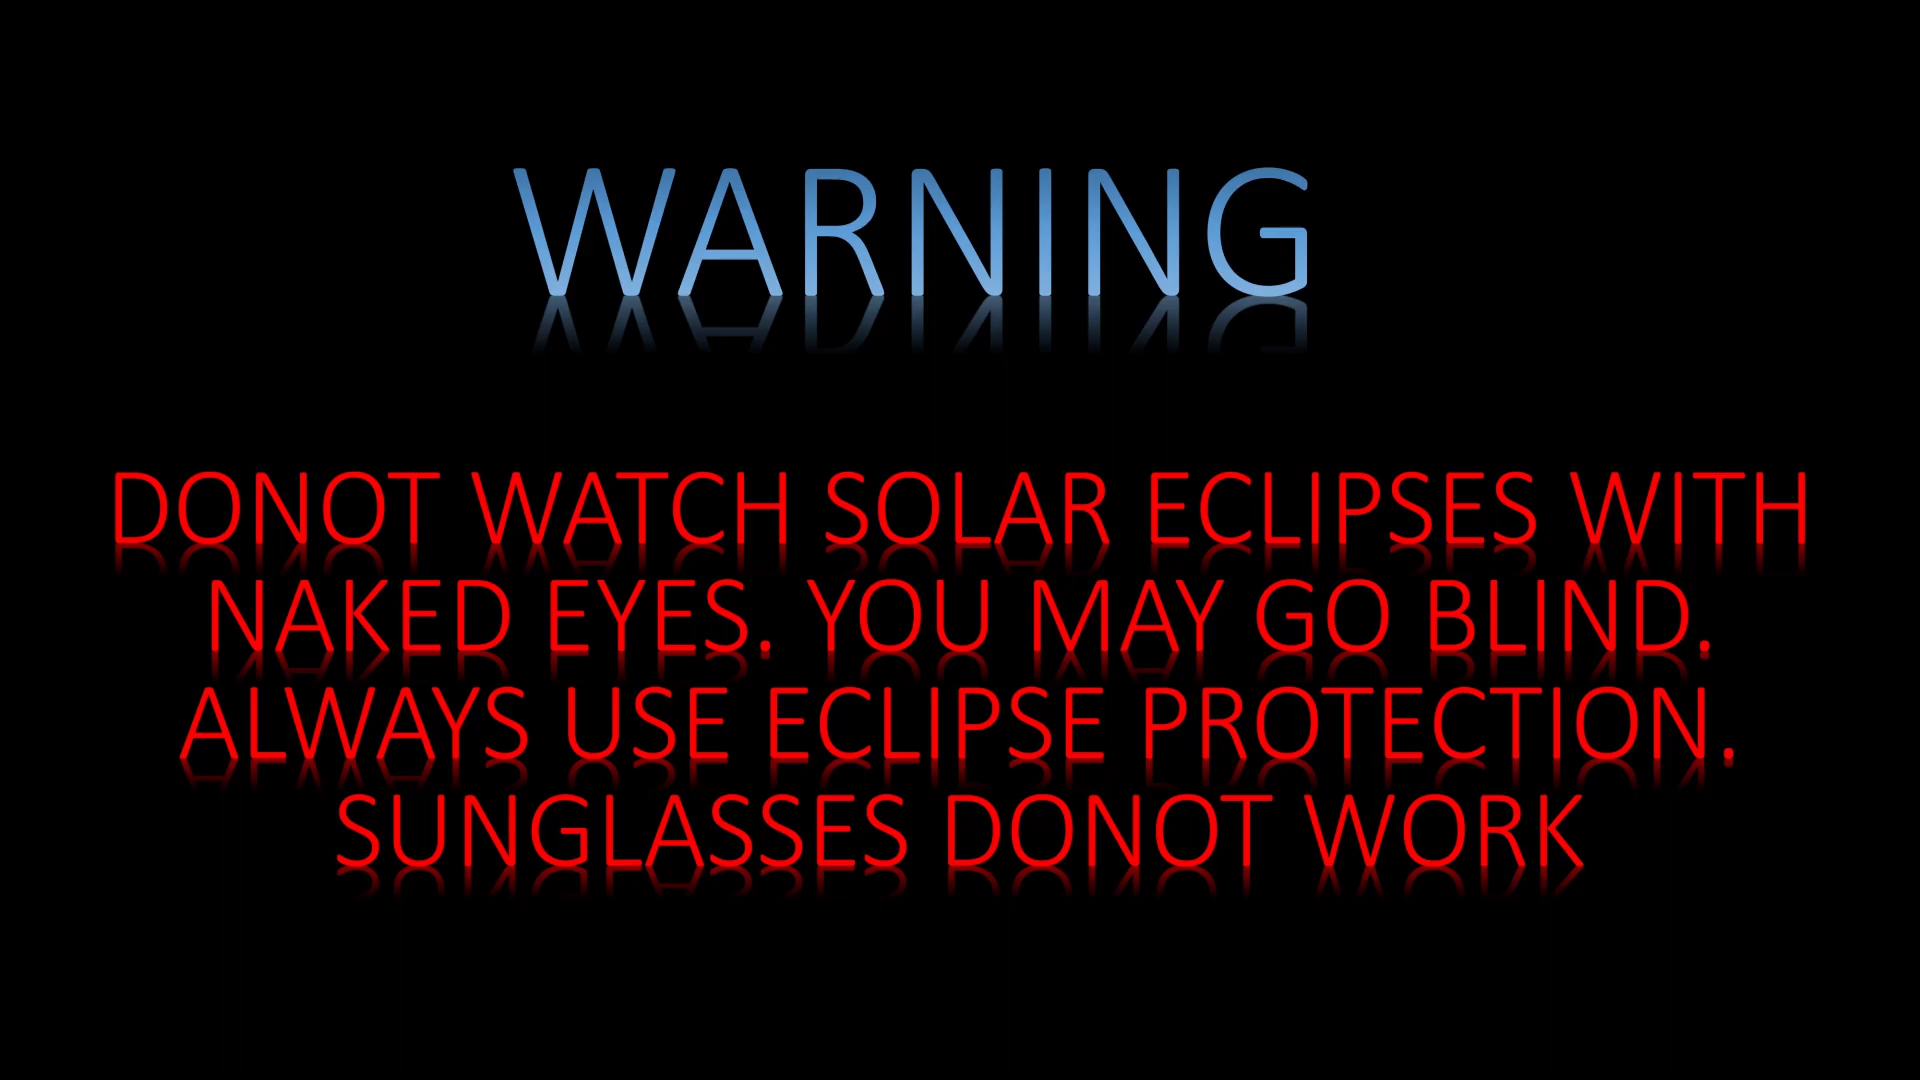 WARNING
DONOT WATCH SOLAR ECLIPSES WITH
NAKED EYES. YOU MAY GO BLIND.
ALWAYS USE ECLIPSE PROTECTION.
SUNGLASSES DONOT WORK